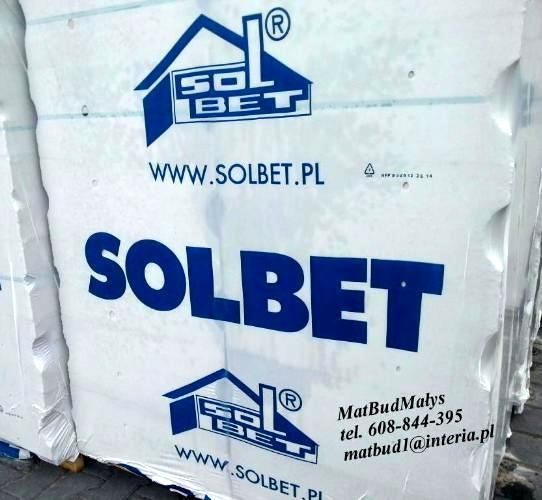 SOL ®
BET
WWW.SOLBET.PL
SOLBET
SOL ®
BET
WWW.SOLBET.PL
MatBudMałys
tel. 608-844-395
matbud1@interia.pl